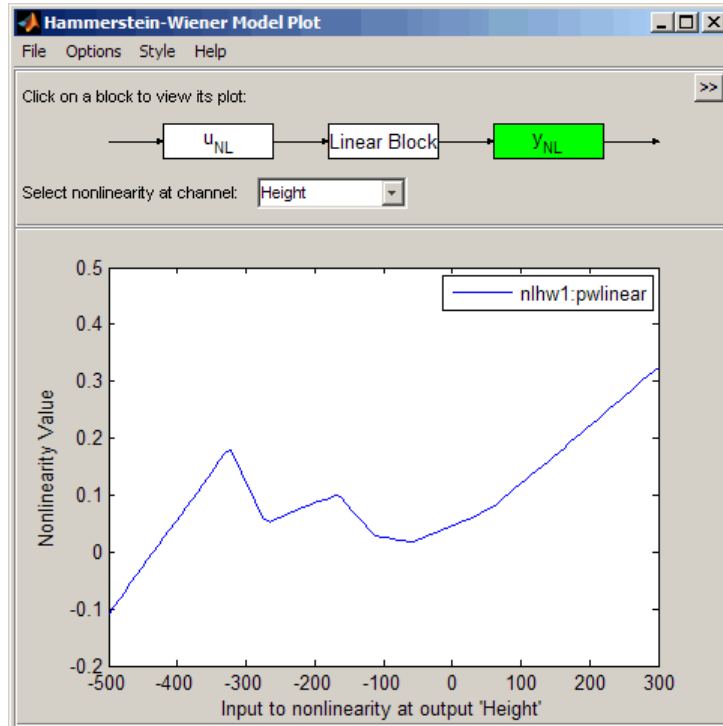 Hammerstein-Wiener Model Plot
File Options Style Help
Click on a block to view its plot:
>>
u_NL Linear Block y_NL
Select nonlinearity at channel: Height
nlhw1:pwlinear
Nonlinearity Value
0.5
0.4
0.3
0.2
0.1
0
-0.1
-0.2
-500 -400 -300 -200 -100 0 100 200 300
Input to nonlinearity at output 'Height'